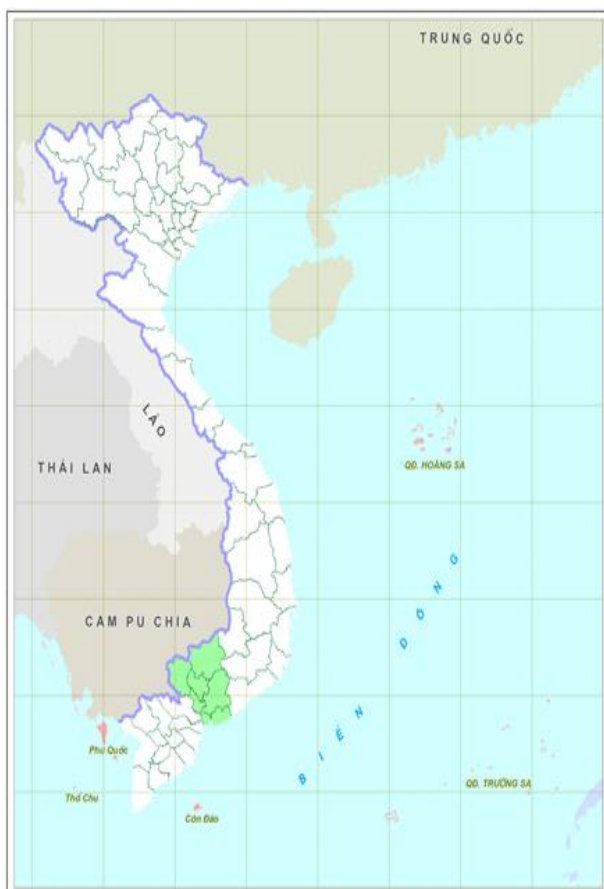 TRUNG QUỐC
LÀO
THÁI LAN
QĐ. HOÀNG SA
CAM PU CHIA
BIỂN ĐÔNG
Phú Quốc
QĐ. TRƯỜNG SA
Thổ Chu
Côn Đảo